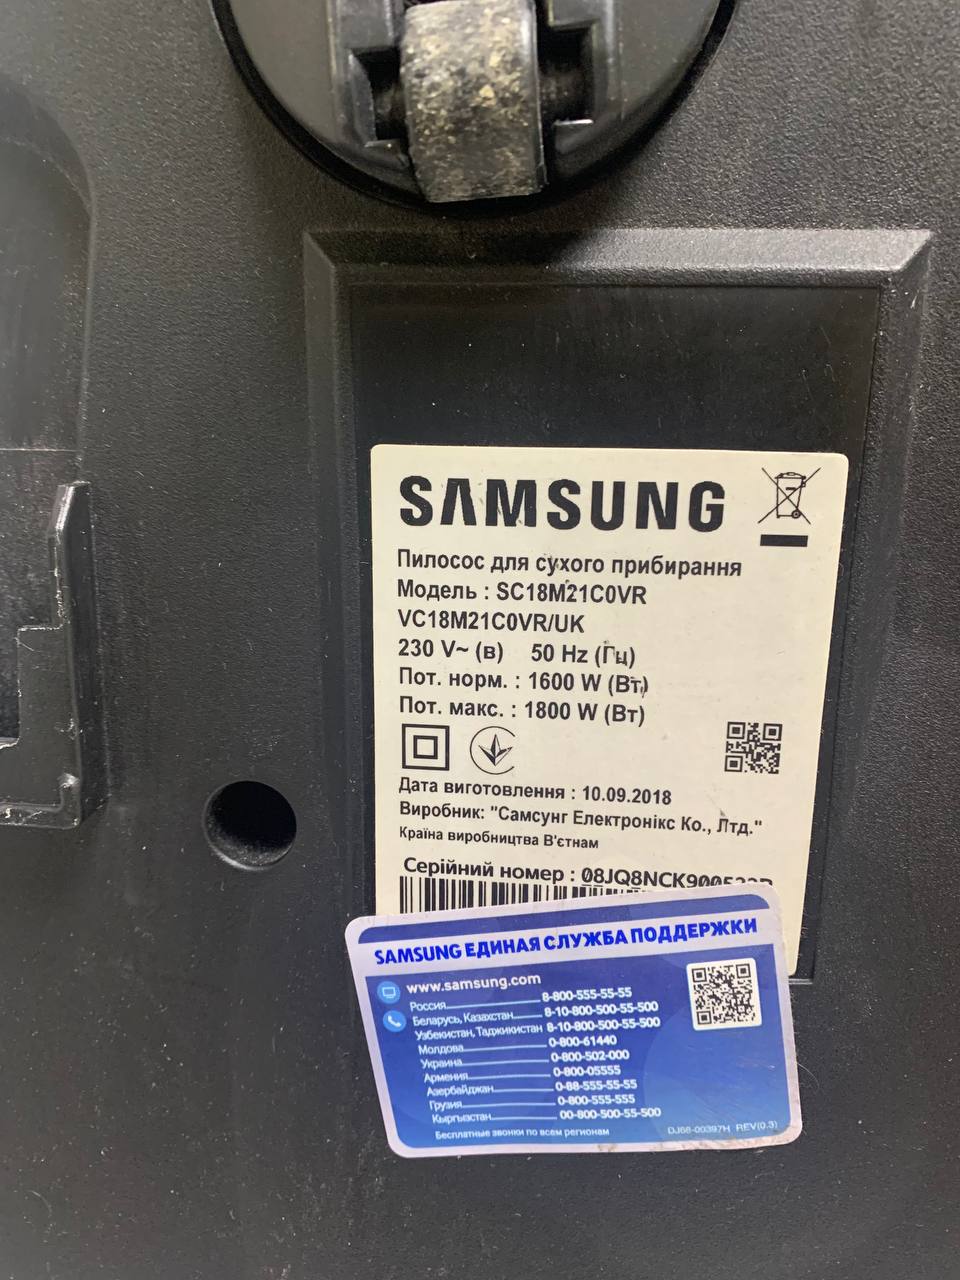 SAMSUNG
Пилосос для сухого прибирання
Модель : SC18M21C0VR
VC18M21C0VR/UK
230 V~ (в) 50 Hz (Гц)
Пот. норм. : 1600 W (Вт)
Пот. макс. : 1800 W (Вт)
Дата виготовлення : 10.09.2018
Виробник: "Самсунг Електронікс Ко., Лтд."
Країна виробництва В'єтнам
Серійний номер :
SAMSUNG ЕДИНАЯ СЛУЖБА ПОДДЕРЖКИ
www.samsung.com
Россия 8-800-555-55-55
Беларусь, Казахстан 8-10-800-500-55-500
Узбекистан, Таджикистан 8-10-800-500-55-500
Молдова 0-800-61440
Украина 0-800-502-000
Армения 0-800-05555
Азербайджан 0-88-555-55-55
Грузия 0-800-555-555
Кыргызстан 00-800-500-55-500
Бесплатные звонки по всем регионам
DJ68-00397H REV(0.3)